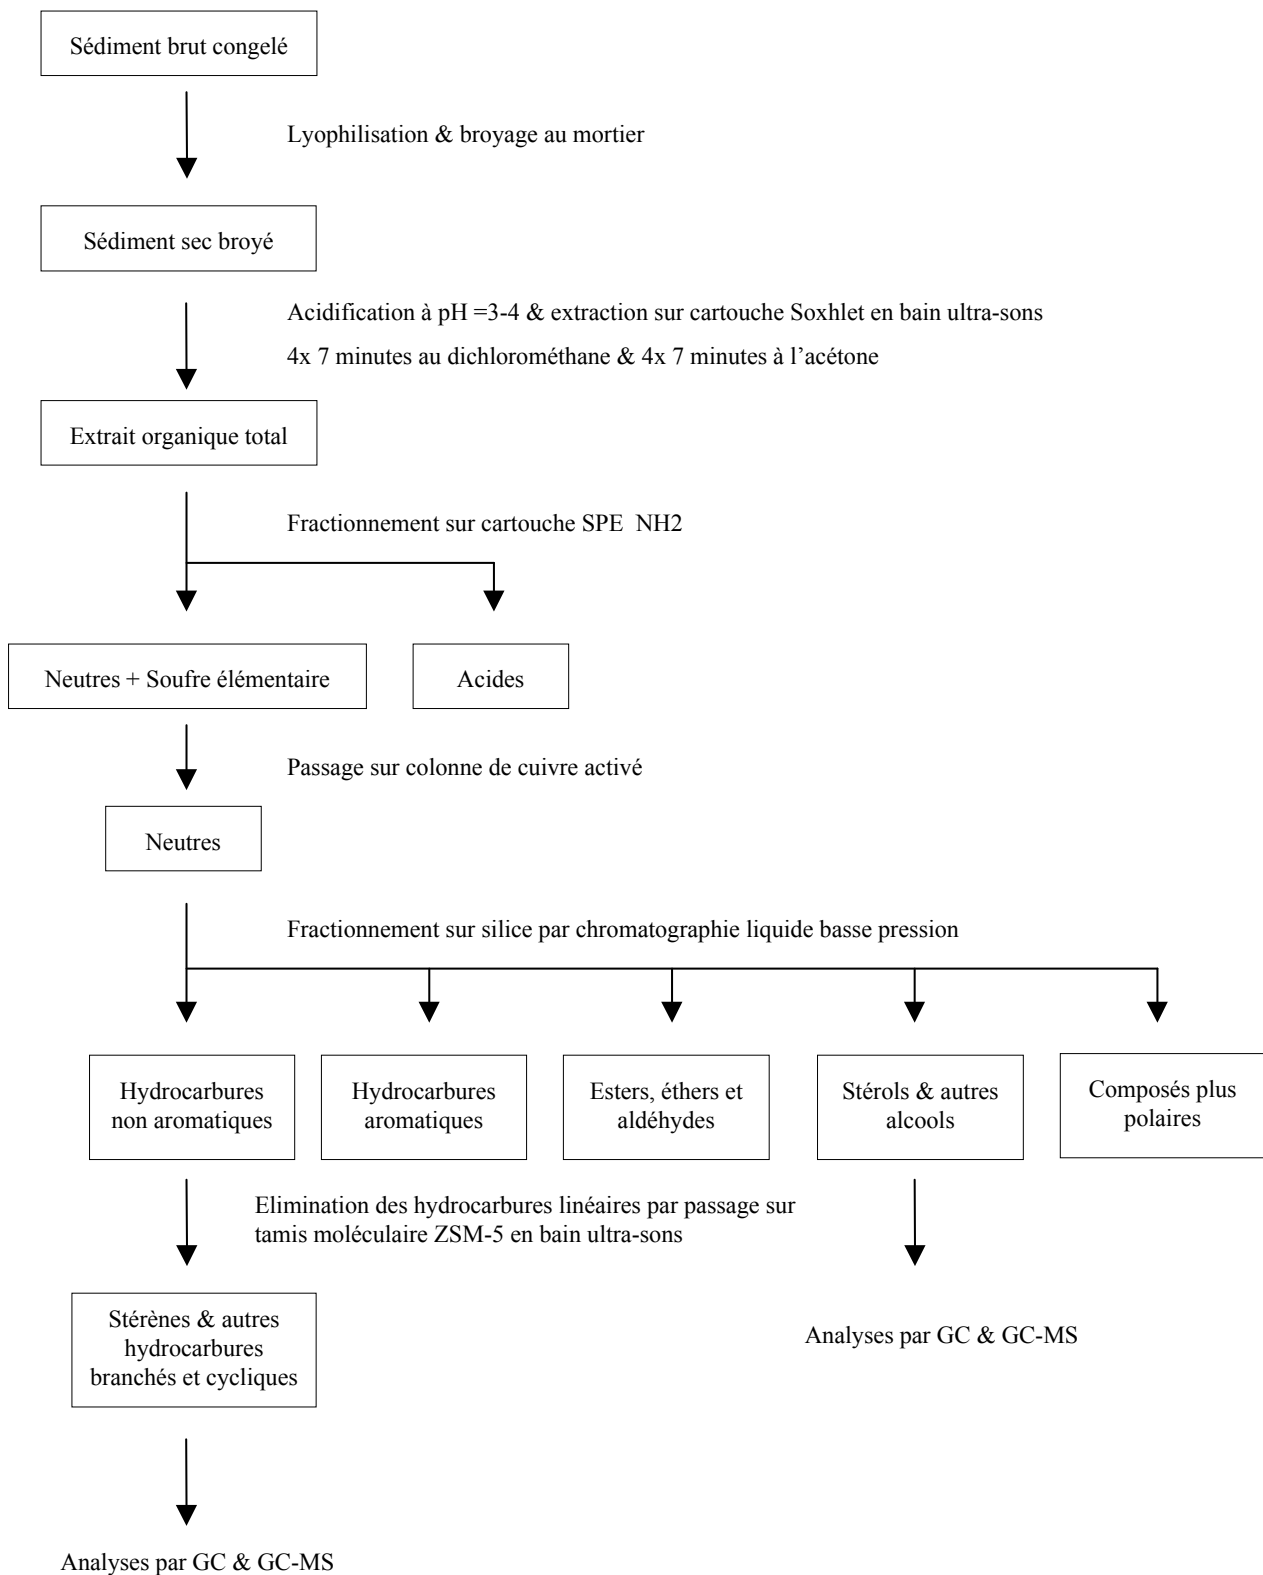 Sédiment brut congelé
Lyophilisation & broyage au mortier
Sédiment sec broyé
Acidification à pH =3-4 & extraction sur cartouche Soxhlet en bain ultra-sons
4x 7 minutes au dichlorométhane & 4x 7 minutes à l’acétone
Extrait organique total
Fractionnement sur cartouche SPE  NH2
Neutres + Soufre élémentaire
Acides
Passage sur colonne de cuivre activé
Neutres
Fractionnement sur silice par chromatographie liquide basse pression
Hydrocarbures
non aromatiques
Hydrocarbures
aromatiques
Esters, éthers et
aldéhydes
Stérols & autres
alcools
Composés plus
polaires
Elimination des hydrocarbures linéaires par passage sur
tamis moléculaire ZSM-5 en bain ultra-sons
Stérènes & autres
hydrocarbures
branchés et cycliques
Analyses par GC & GC-MS
Analyses par GC & GC-MS